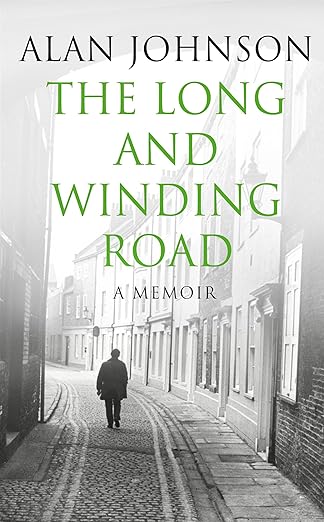 ALAN JOHNSON
THE LONG
AND
WINDING
ROAD
A MEMOIR